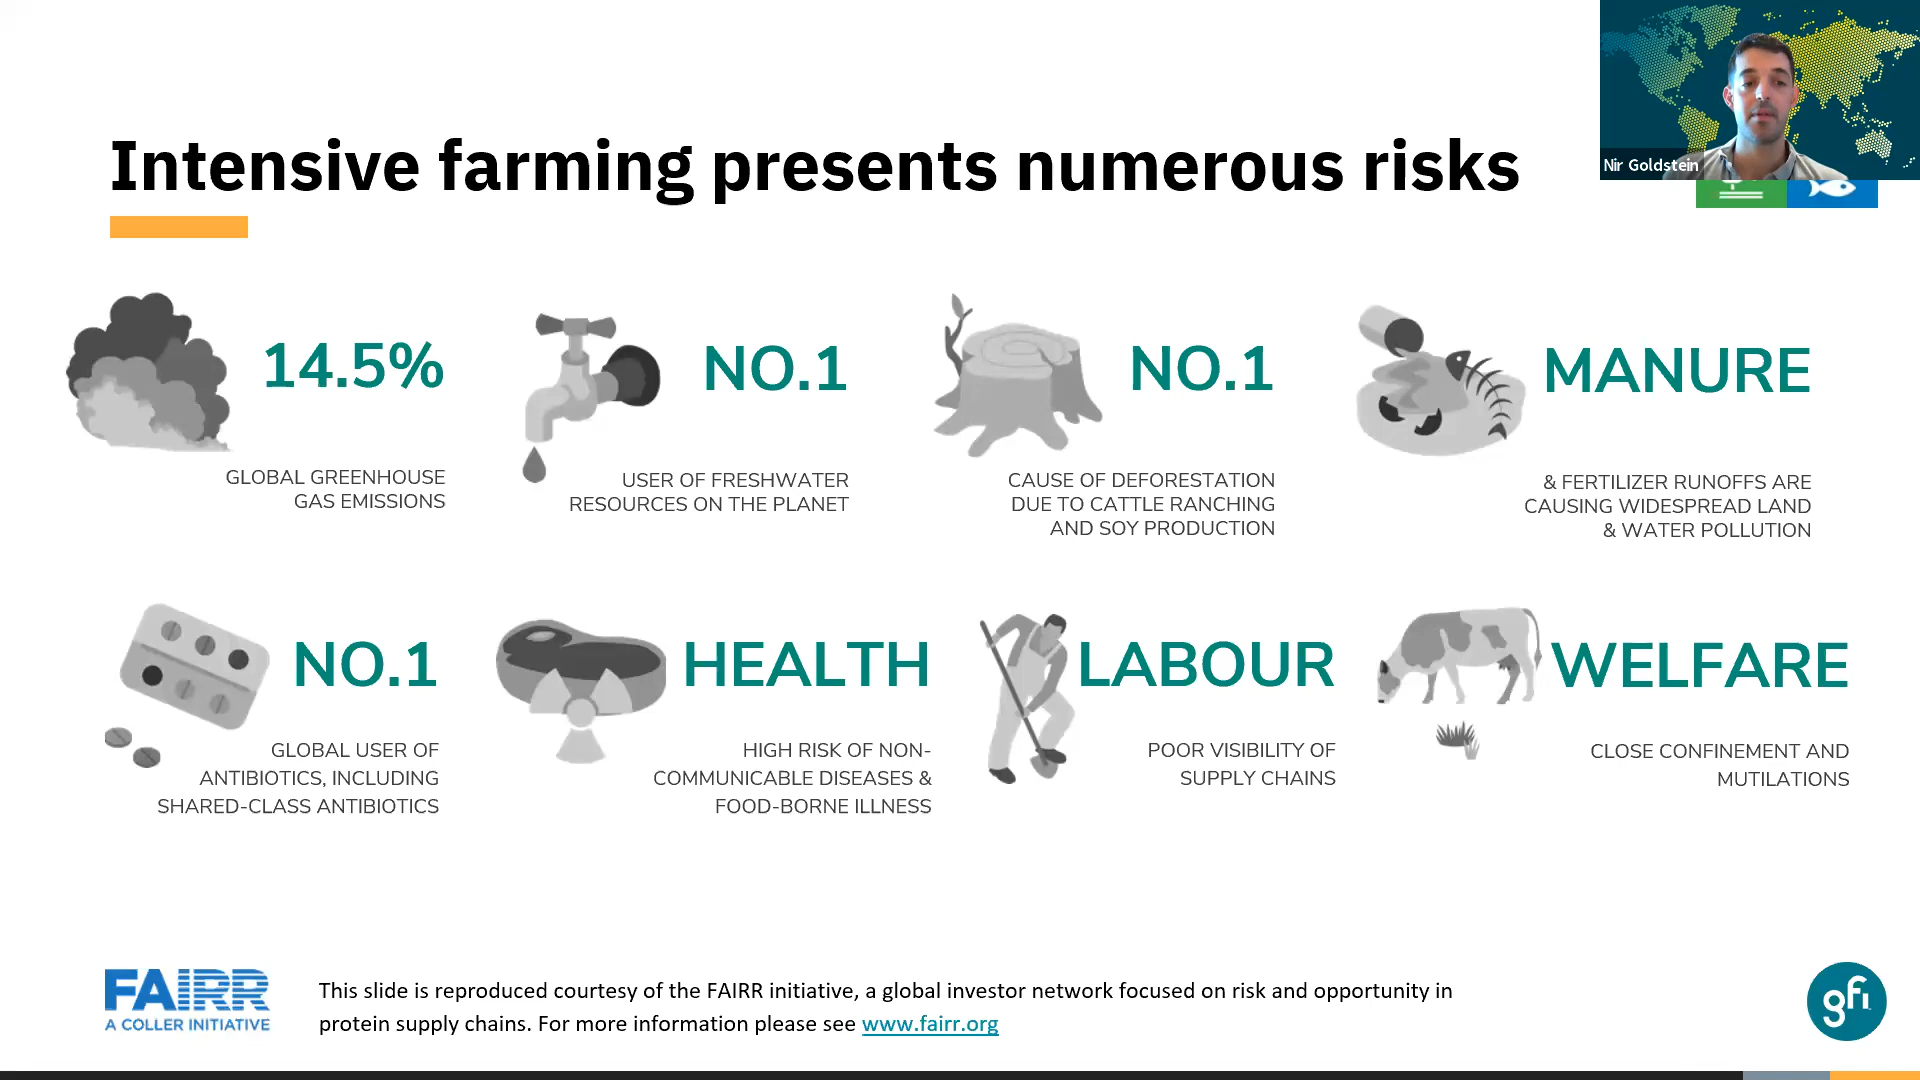 Nir Goldstein
Intensive farming presents numerous risks
14.5%
GLOBAL GREENHOUSE
GAS EMISSIONS
NO.1
USER OF FRESHWATER
RESOURCES ON THE PLANET
NO.1
CAUSE OF DEFORESTATION
DUE TO CATTLE RANCHING
AND SOY PRODUCTION
MANURE
& FERTILIZER RUNOFFS ARE
CAUSING WIDESPREAD LAND
& WATER POLLUTION
NO.1
GLOBAL USER OF
ANTIBIOTICS, INCLUDING
SHARED-CLASS ANTIBIOTICS
HEALTH
HIGH RISK OF NON-
COMMUNICABLE DISEASES &
FOOD-BORNE ILLNESS
LABOUR
POOR VISIBILITY OF
SUPPLY CHAINS
WELFARE
CLOSE CONFINEMENT AND
MUTILATIONS
FAIRR
A COLLER INITIATIVE
This slide is reproduced courtesy of the FAIRR initiative, a global investor network focused on risk and opportunity in
protein supply chains. For more information please see www.fairr.org
gfi